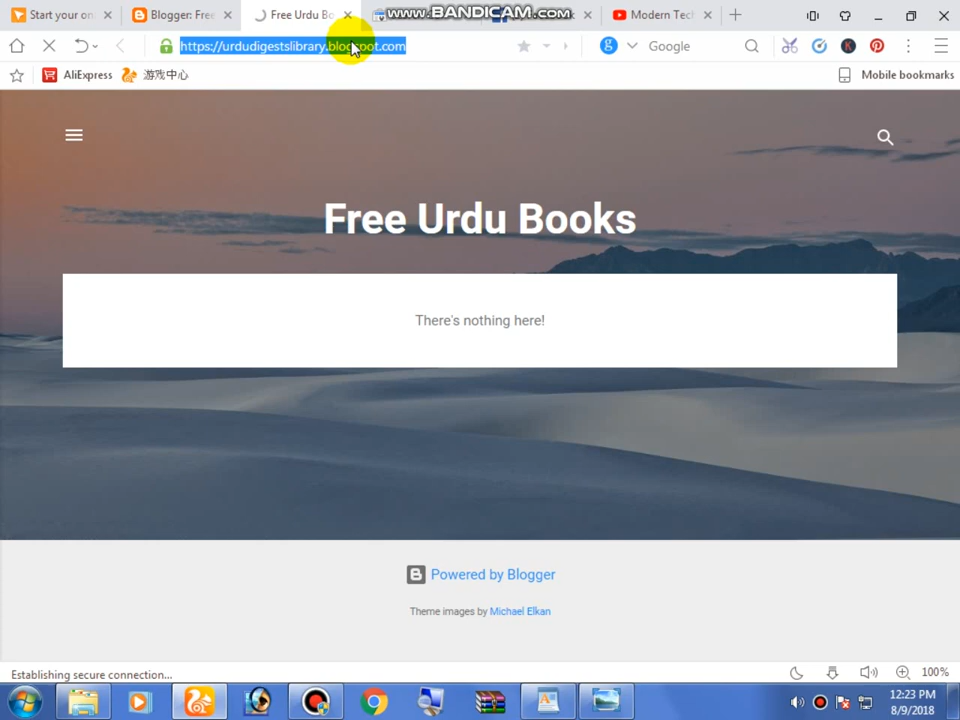 Start your on
Blogger: Free
Free Urdu Bo
www.BANDICAM.com
Modern Tech
https://urdudigestslibrary.blogspot.com
Google
AliExpress
游戏中心
Mobile bookmarks
Free Urdu Books
There's nothing here!
Powered by Blogger
Theme images by Michael Elkan
Establishing secure connection...
100%
12:23 PM
8/9/2018